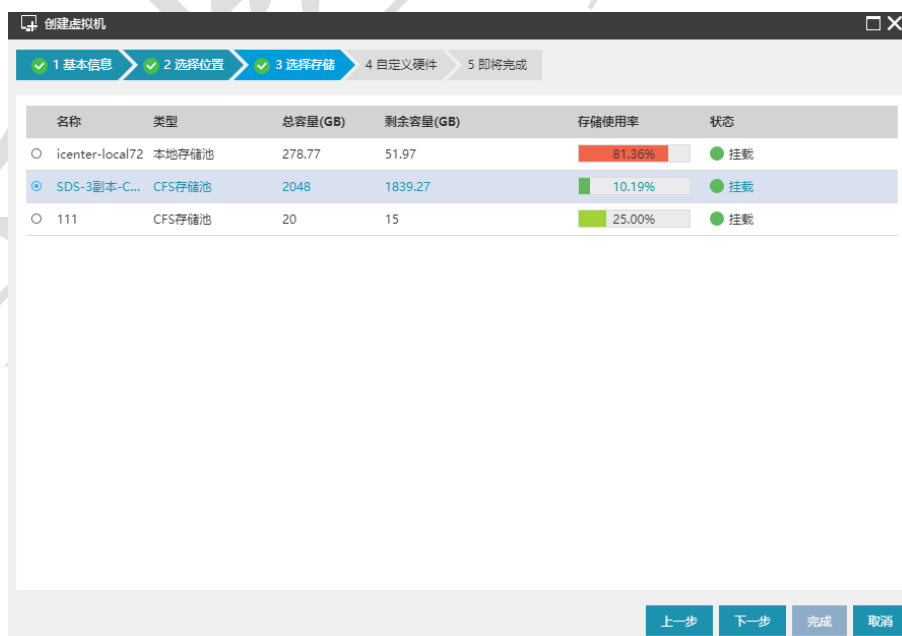 创建虚拟机
1 基本信息 2 选择位置 3 选择存储 4 自定义硬件 5 即将完成
名称 类型 总容量(GB) 剩余容量(GB) 存储使用率 状态
icenter-local72 本地存储池 278.77 51.97 81.36% 挂载
SDS-3副本-C... CFS存储池 2048 1839.27 10.19% 挂载
111 CFS存储池 20 15 25.00% 挂载
上一步 下一步 完成 取消